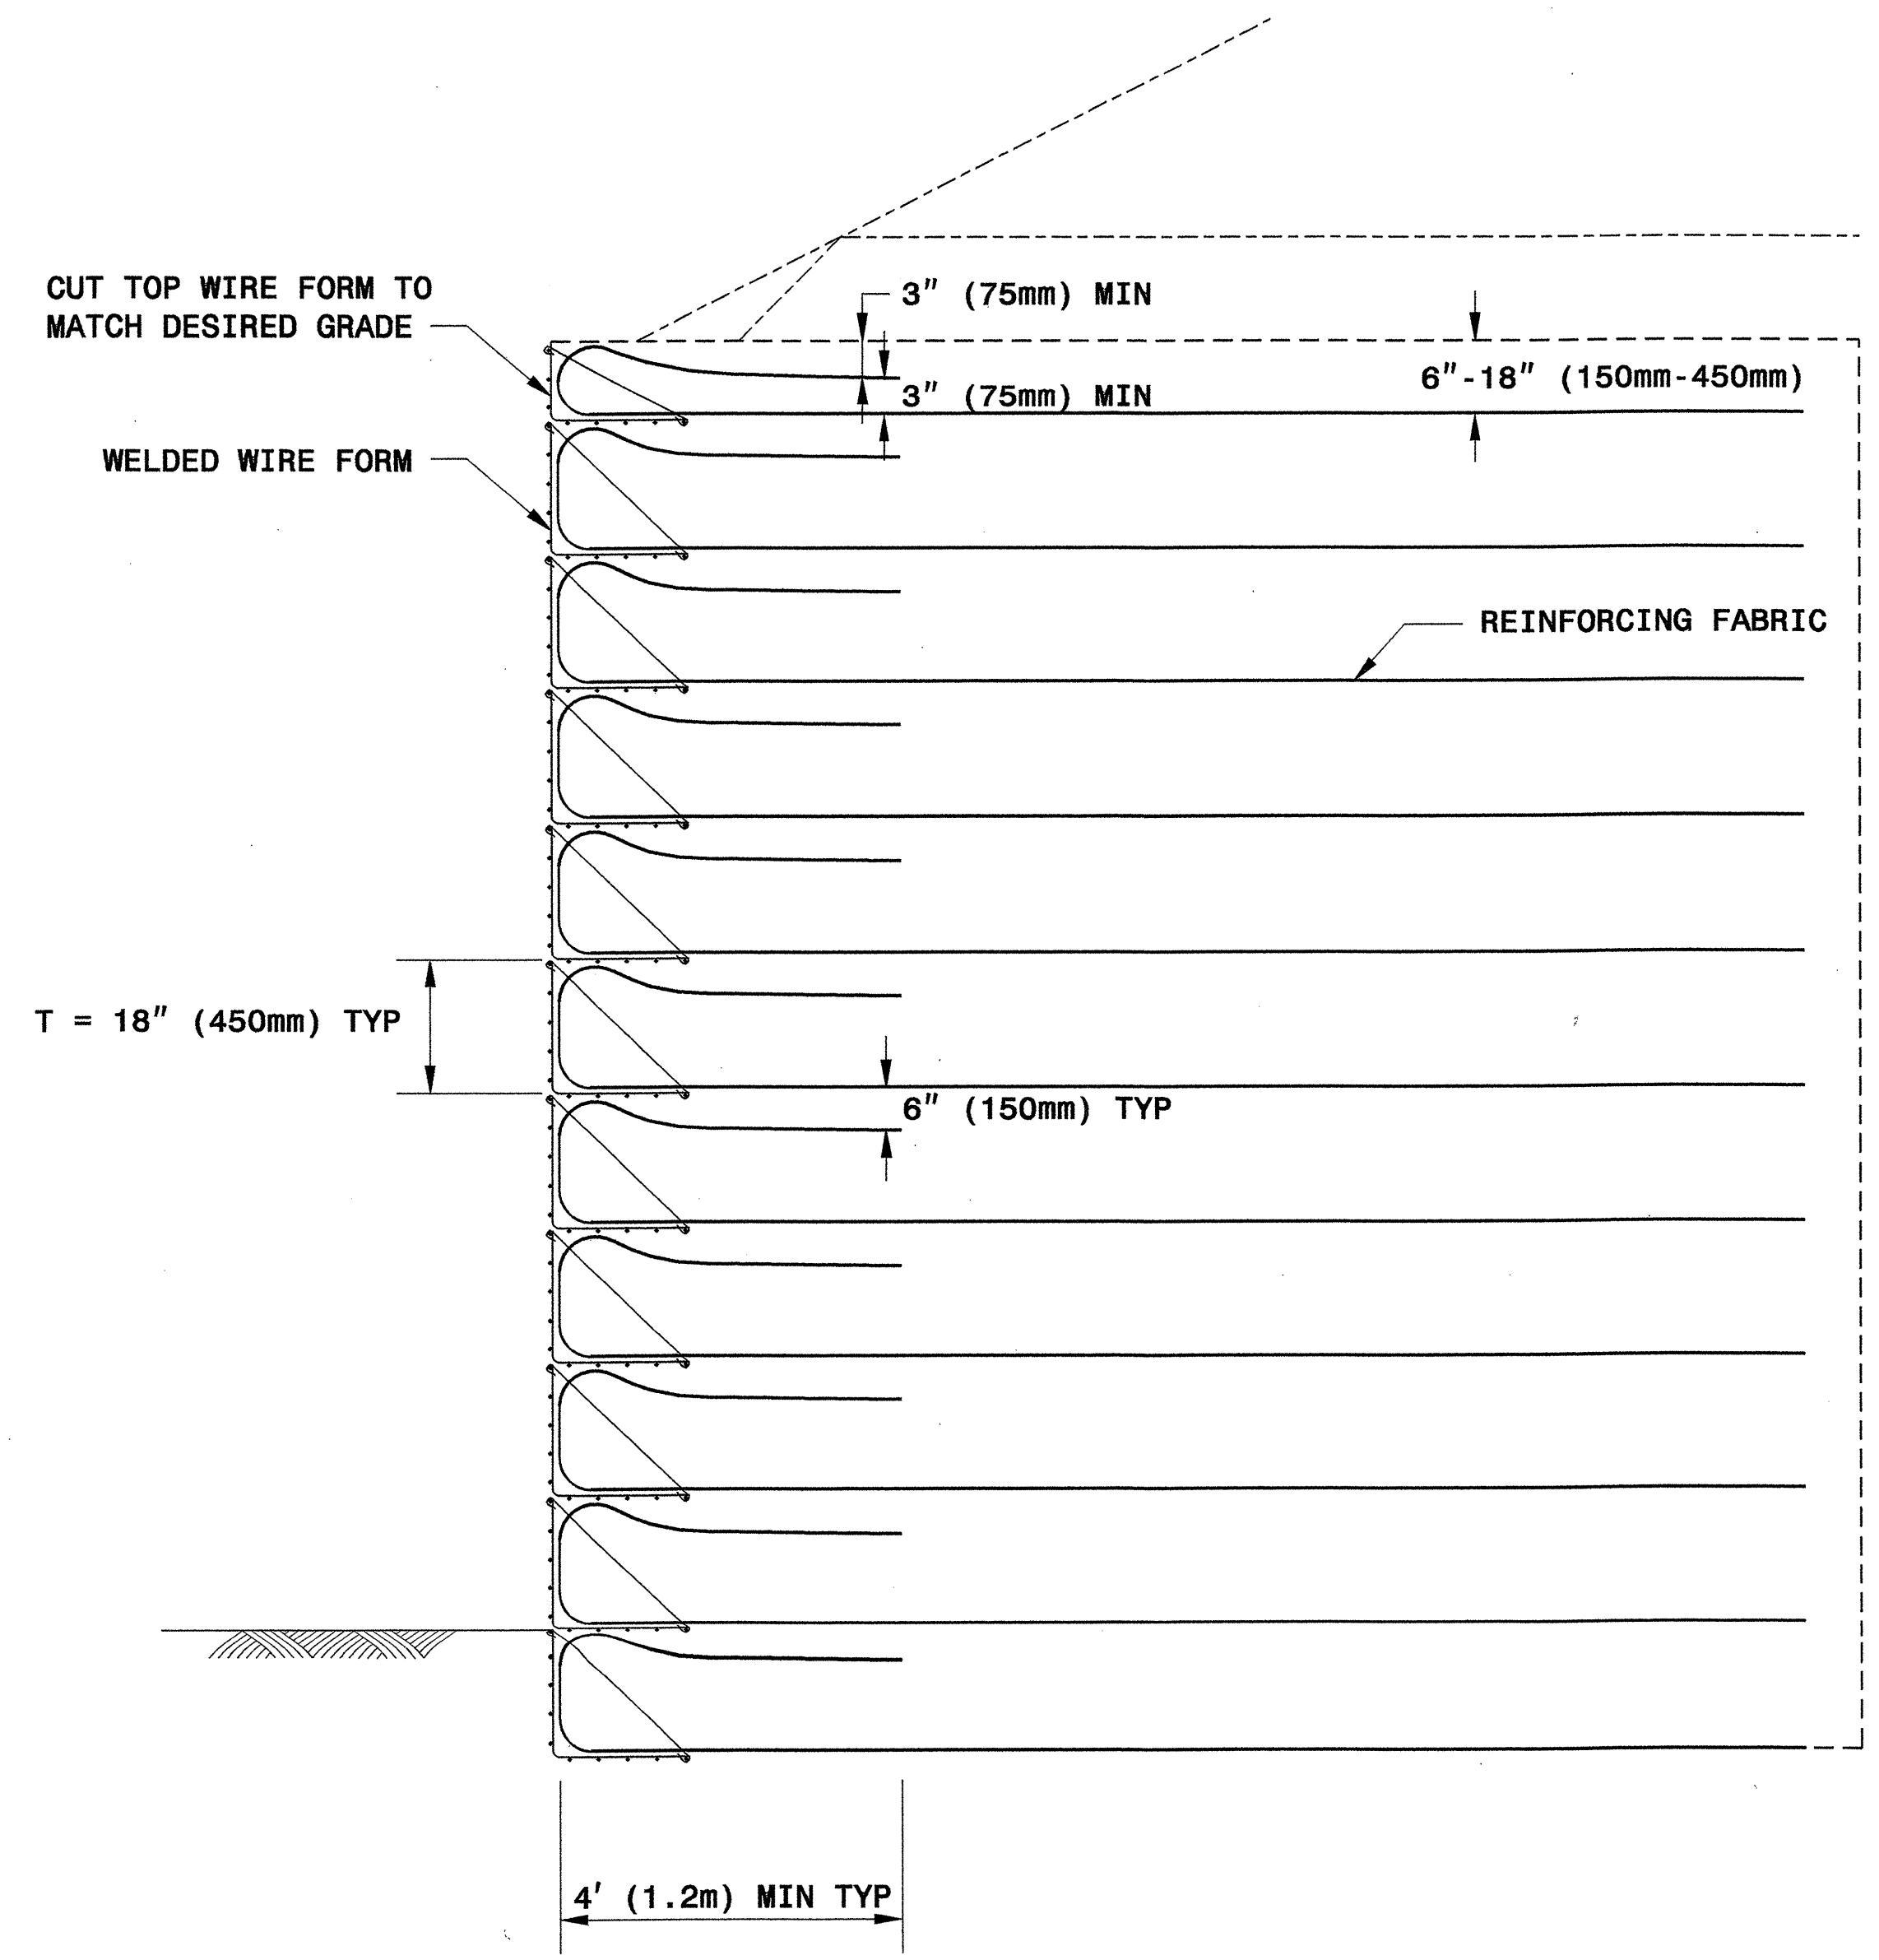 CUT TOP WIRE FORM TO
MATCH DESIRED GRADE
3" (75mm) MIN
3" (75mm) MIN
6"-18" (150mm-450mm)
WELDED WIRE FORM
REINFORCING FABRIC
T = 18" (450mm) TYP
6" (150mm) TYP
4' (1.2m) MIN TYP